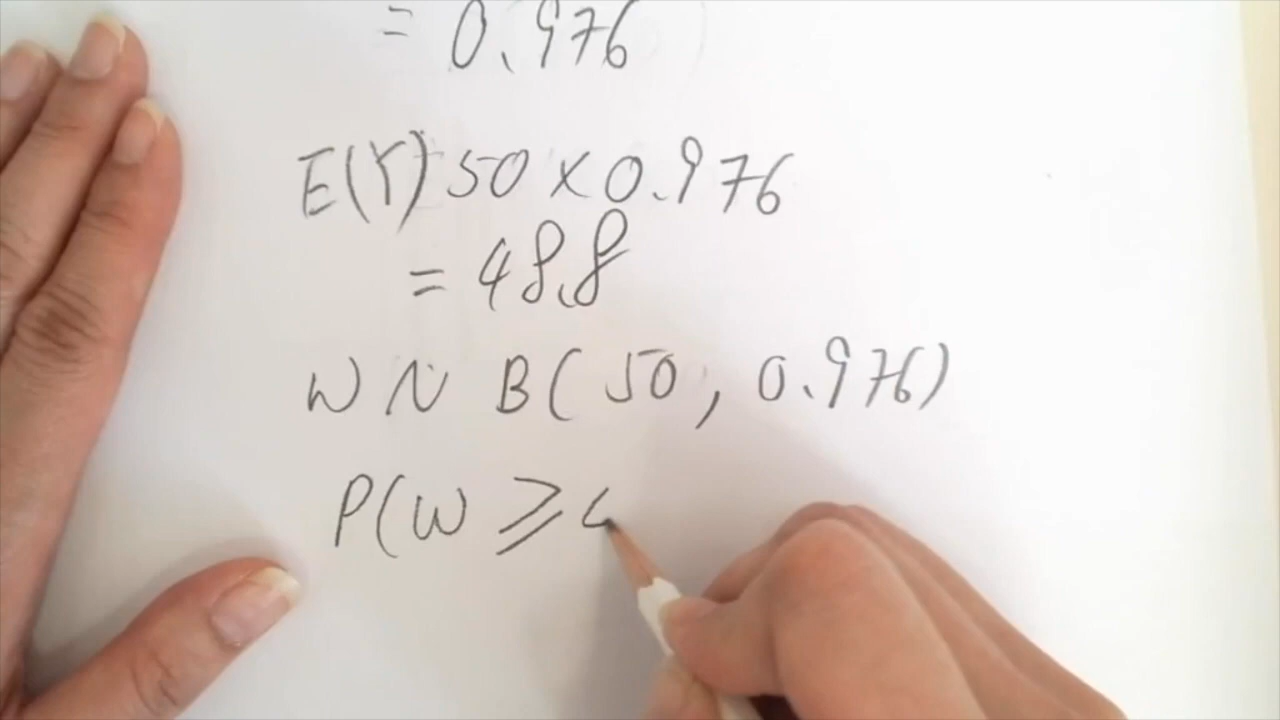 = 0.976
E(Y) 50 × 0.976
= 48.8
W N B( 50, 0.976)
P(W ≥